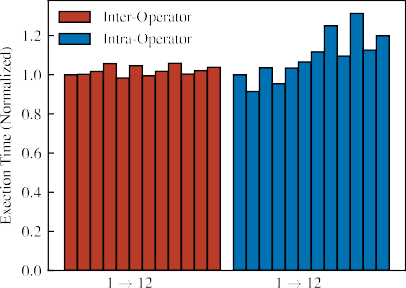 Inter-Operator
Intra-Operator
Exection Time (Normalized)
1.2
1.0
0.8
0.6
0.4
0.2
0.0
1 → 12
1 → 12